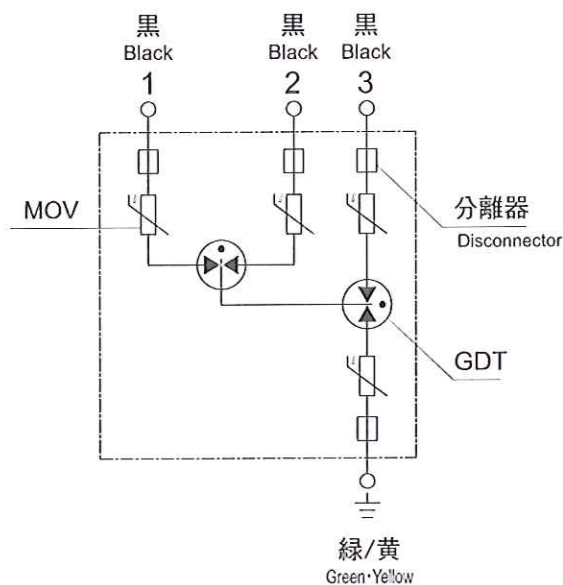 黒 黒 黒
Black Black Black
1 2 3
MOV
分離器
Disconnector
GDT
緑/黄
Green･Yellow